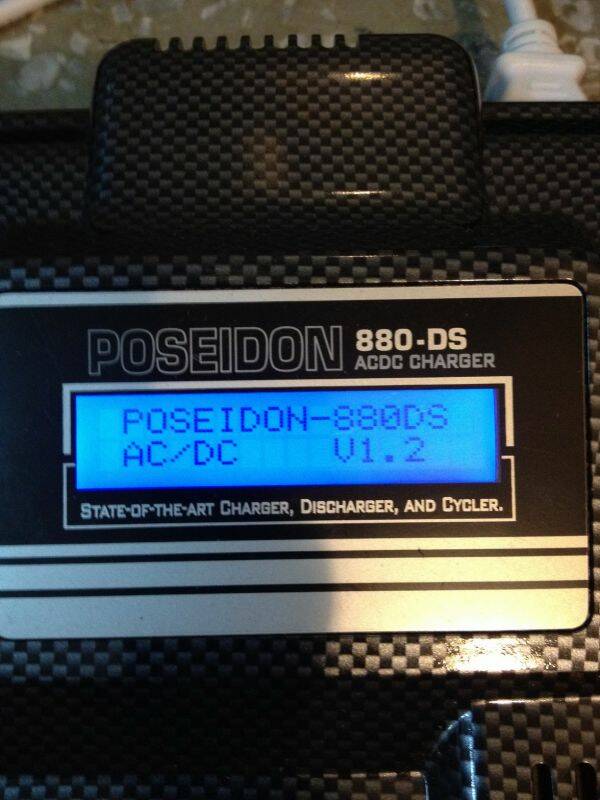 POSEIDON 880-DS
ACDC CHARGER
POSEIDON-880DS
AC/DC V1.2
STATE-OF-THE-ART CHARGER, DISCHARGER, AND CYCLER.